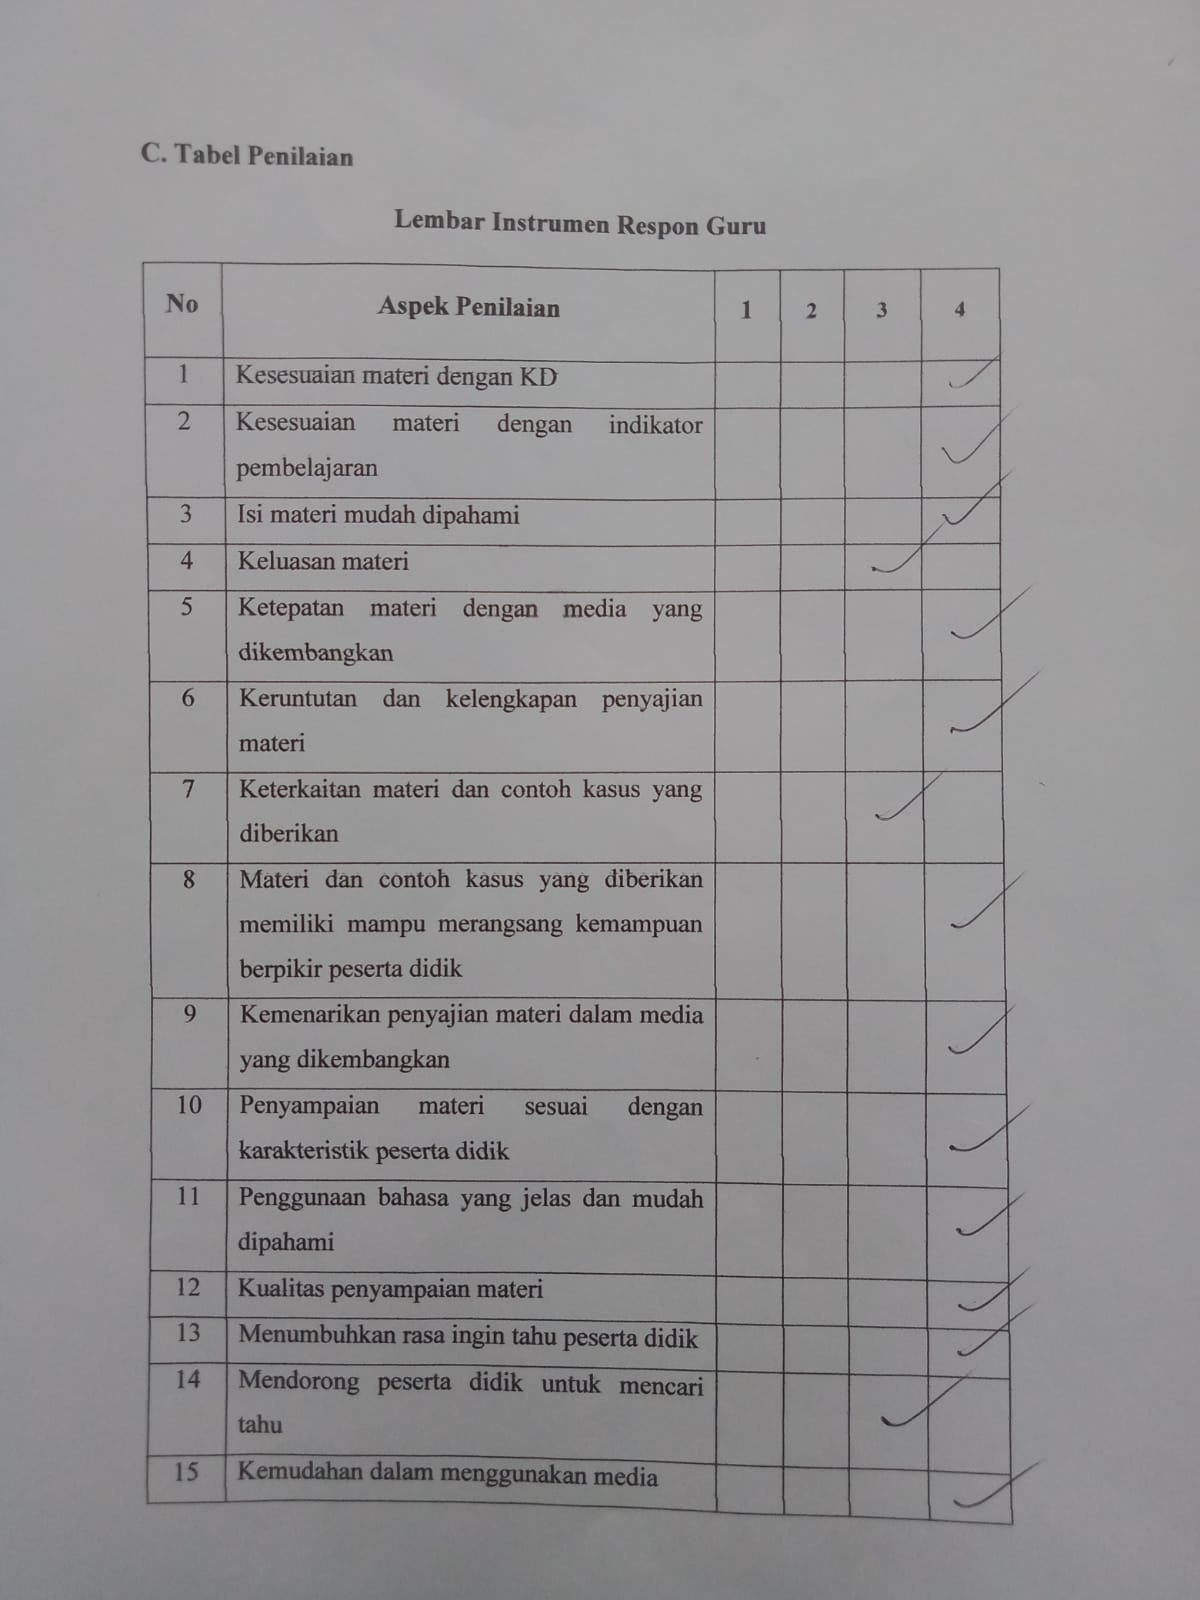 C. Tabel Penilaian
Lembar Instrumen Respon Guru
No Aspek Penilaian 1 2 3 4
1 Kesesuaian materi dengan KD ✓
2 Kesesuaian materi dengan indikator
pembelajaran ✓
3 Isi materi mudah dipahami ✓
4 Keluasan materi ✓
5 Ketepatan materi dengan media yang
dikembangkan ✓
6 Keruntutan dan kelengkapan penyajian
materi ✓
7 Keterkaitan materi dan contoh kasus yang
diberikan ✓
8 Materi dan contoh kasus yang diberikan
memiliki mampu merangsang kemampuan
berpikir peserta didik ✓
9 Kemenarikan penyajian materi dalam media
yang dikembangkan ✓
10 Penyampaian materi sesuai dengan
karakteristik peserta didik ✓
11 Penggunaan bahasa yang jelas dan mudah
dipahami ✓
12 Kualitas penyampaian materi ✓
13 Menumbuhkan rasa ingin tahu peserta didik ✓
14 Mendorong peserta didik untuk mencari
tahu ✓
15 Kemudahan dalam menggunakan media ✓